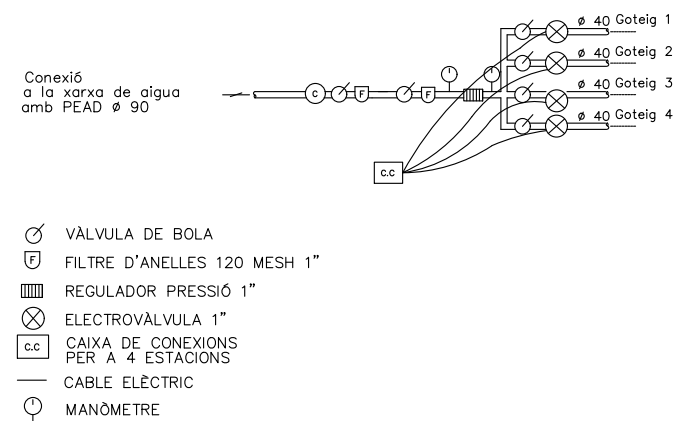 ø 40 Goteig 1
ø 40 Goteig 2
ø 40 Goteig 3
ø 40 Goteig 4
Conexió
a la xarxa de aigua
amb PEAD ø 90
C
F
F
c.c
VÀLVULA DE BOLA
F
FILTRE D'ANELLES 120 MESH 1"
REGULADOR PRESSIÓ 1"
ELECTROVÀLVULA 1"
c.c
CAIXA DE CONEXIONS
PER A 4 ESTACIONS
CABLE ELÈCTRIC
MANÒMETRE